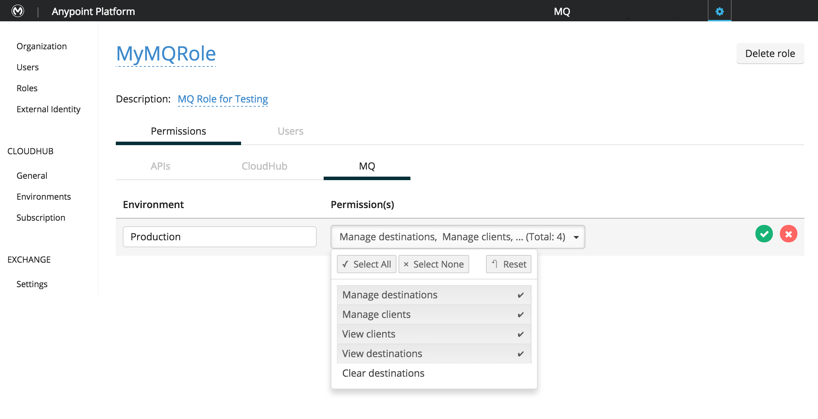 Anypoint Platform MQ
Organization
Users
Roles
External Identity
CLOUDHUB
General
Environments
Subscription
EXCHANGE
Settings
MyMQRole
Delete role
Description: MQ Role for Testing
Permissions Users
APIs CloudHub MQ
Environment Permission(s)
Production Manage destinations, Manage clients, ... (Total: 4)
Select All × Select None Reset
Manage destinations
Manage clients
View clients
View destinations
Clear destinations